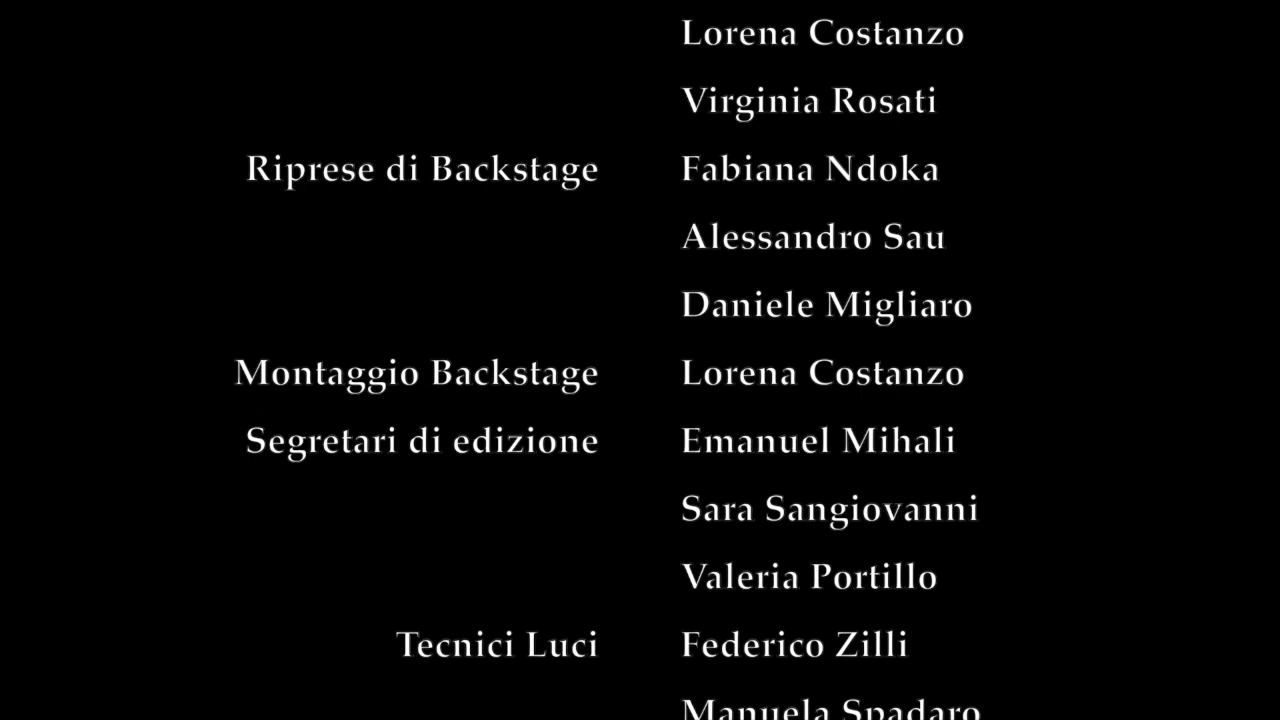 Lorena Costanzo
Virginia Rosati
Riprese di Backstage Fabiana Ndoka
Alessandro Sau
Daniele Migliaro
Montaggio Backstage Lorena Costanzo
Segretari di edizione Emanuel Mihali
Sara Sangiovanni
Valeria Portillo
Tecnici Luci Federico Zilli
Manuela Spadaro